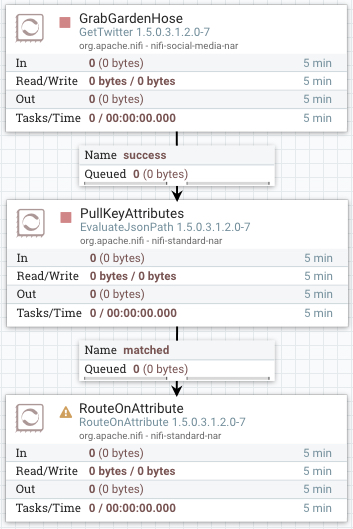 GrabGardenHose
GetTwitter 1.5.0.3.1.2.0-7
org.apache.nifi - nifi-social-media-nar
In 0 (0 bytes) 5 min
Read/Write 0 bytes / 0 bytes 5 min
Out 0 (0 bytes) 5 min
Tasks/Time 0 / 00:00:00.000 5 min
Name success
Queued 0 (0 bytes)
PullKeyAttributes
EvaluateJsonPath 1.5.0.3.1.2.0-7
org.apache.nifi - nifi-standard-nar
In 0 (0 bytes) 5 min
Read/Write 0 bytes / 0 bytes 5 min
Out 0 (0 bytes) 5 min
Tasks/Time 0 / 00:00:00.000 5 min
Name matched
Queued 0 (0 bytes)
RouteOnAttribute
RouteOnAttribute 1.5.0.3.1.2.0-7
org.apache.nifi - nifi-standard-nar
In 0 (0 bytes) 5 min
Read/Write 0 bytes / 0 bytes 5 min
Out 0 (0 bytes) 5 min
Tasks/Time 0 / 00:00:00.000 5 min